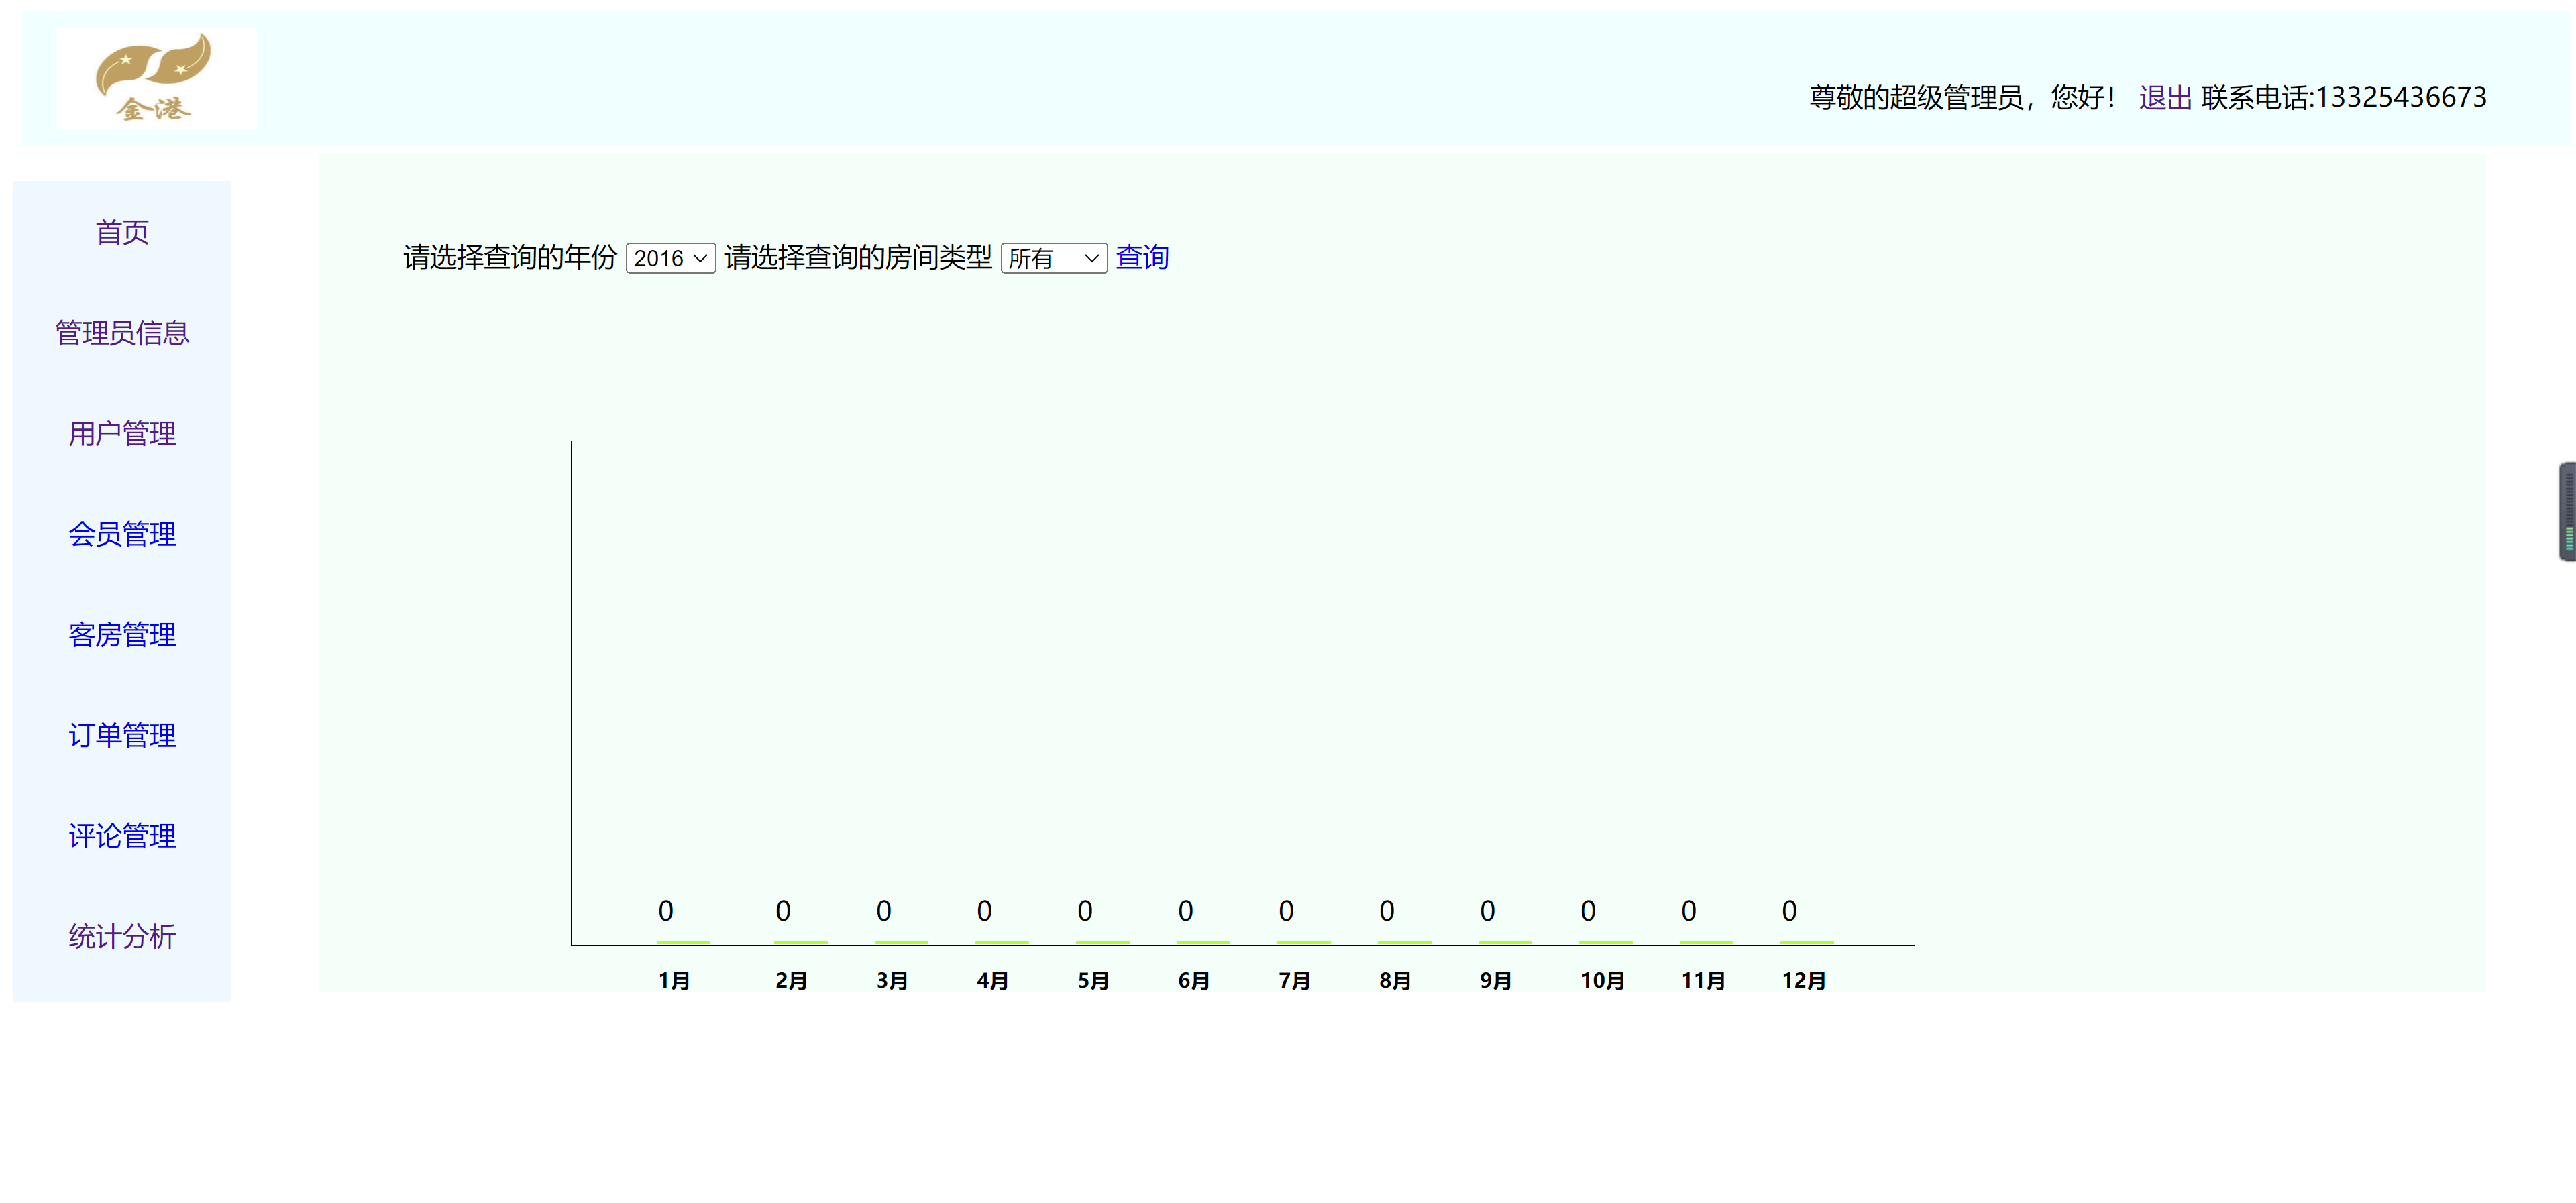 金港
尊敬的超级管理员，您好！ 退出 联系电话:13325436673
首页
管理员信息
用户管理
会员管理
客房管理
订单管理
评论管理
统计分析
请选择查询的年份 2016 请选择查询的房间类型 所有 查询
0 0 0 0 0 0 0 0 0 0 0 0
1月 2月 3月 4月 5月 6月 7月 8月 9月 10月 11月 12月